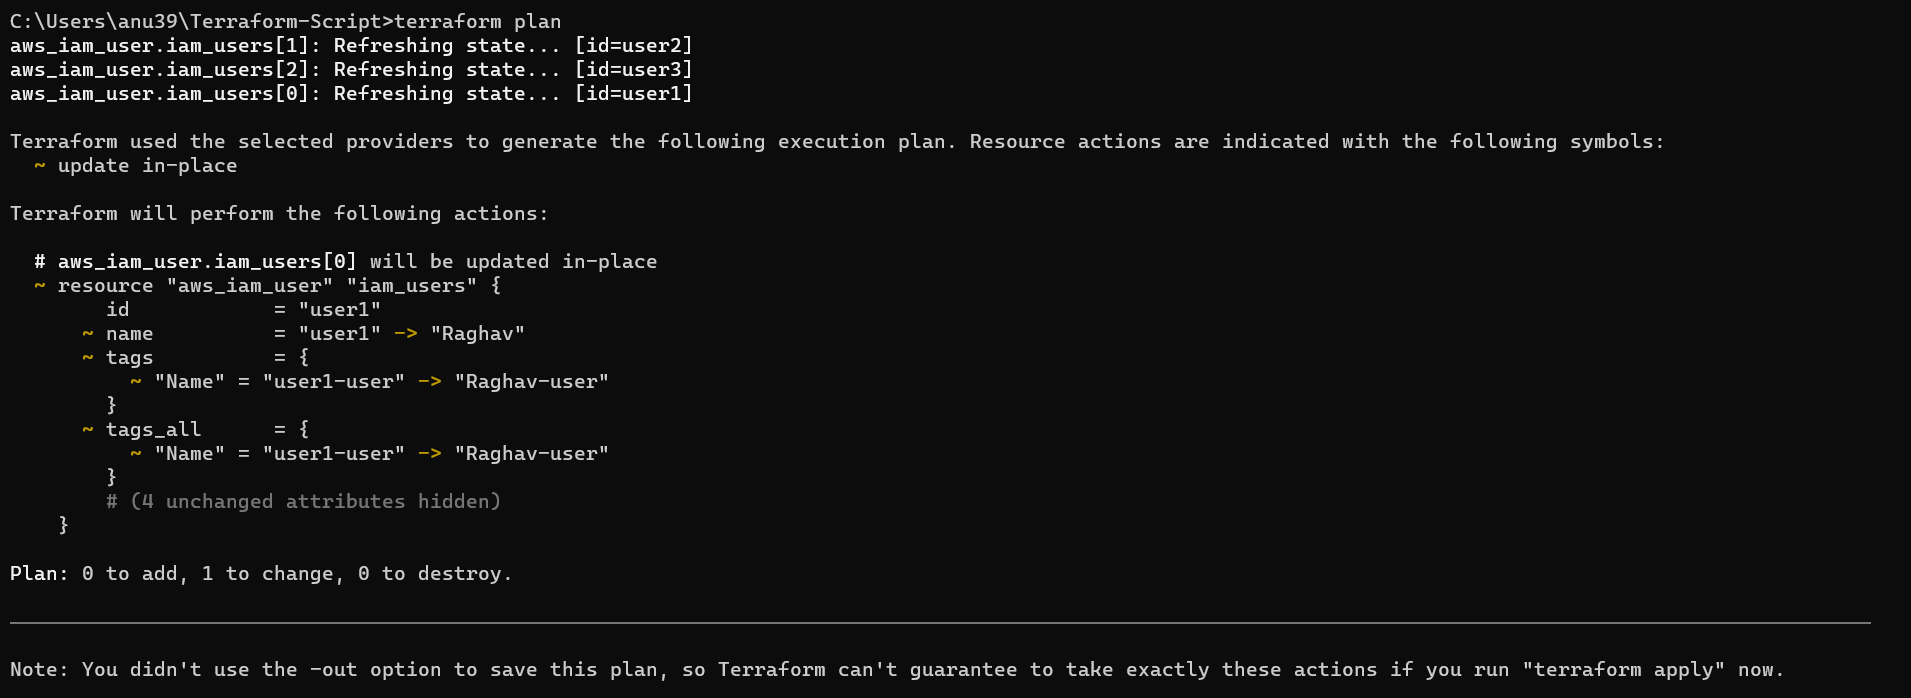 C:\Users\anu39\Terraform-Script>terraform plan
aws_iam_user.iam_users[1]: Refreshing state... [id=user2]
aws_iam_user.iam_users[2]: Refreshing state... [id=user3]
aws_iam_user.iam_users[0]: Refreshing state... [id=user1]
Terraform used the selected providers to generate the following execution plan. Resource actions are indicated with the following symbols:
  ~ update in-place
Terraform will perform the following actions:
  # aws_iam_user.iam_users[0] will be updated in-place
  ~ resource "aws_iam_user" "iam_users" {
        id            = "user1"
      ~ name          = "user1" -> "Raghav"
      ~ tags          = {
          ~ "Name" = "user1-user" -> "Raghav-user"
        }
      ~ tags_all      = {
          ~ "Name" = "user1-user" -> "Raghav-user"
        }
        # (4 unchanged attributes hidden)
    }
Plan: 0 to add, 1 to change, 0 to destroy.
Note: You didn't use the -out option to save this plan, so Terraform can't guarantee to take exactly these actions if you run "terraform apply" now.